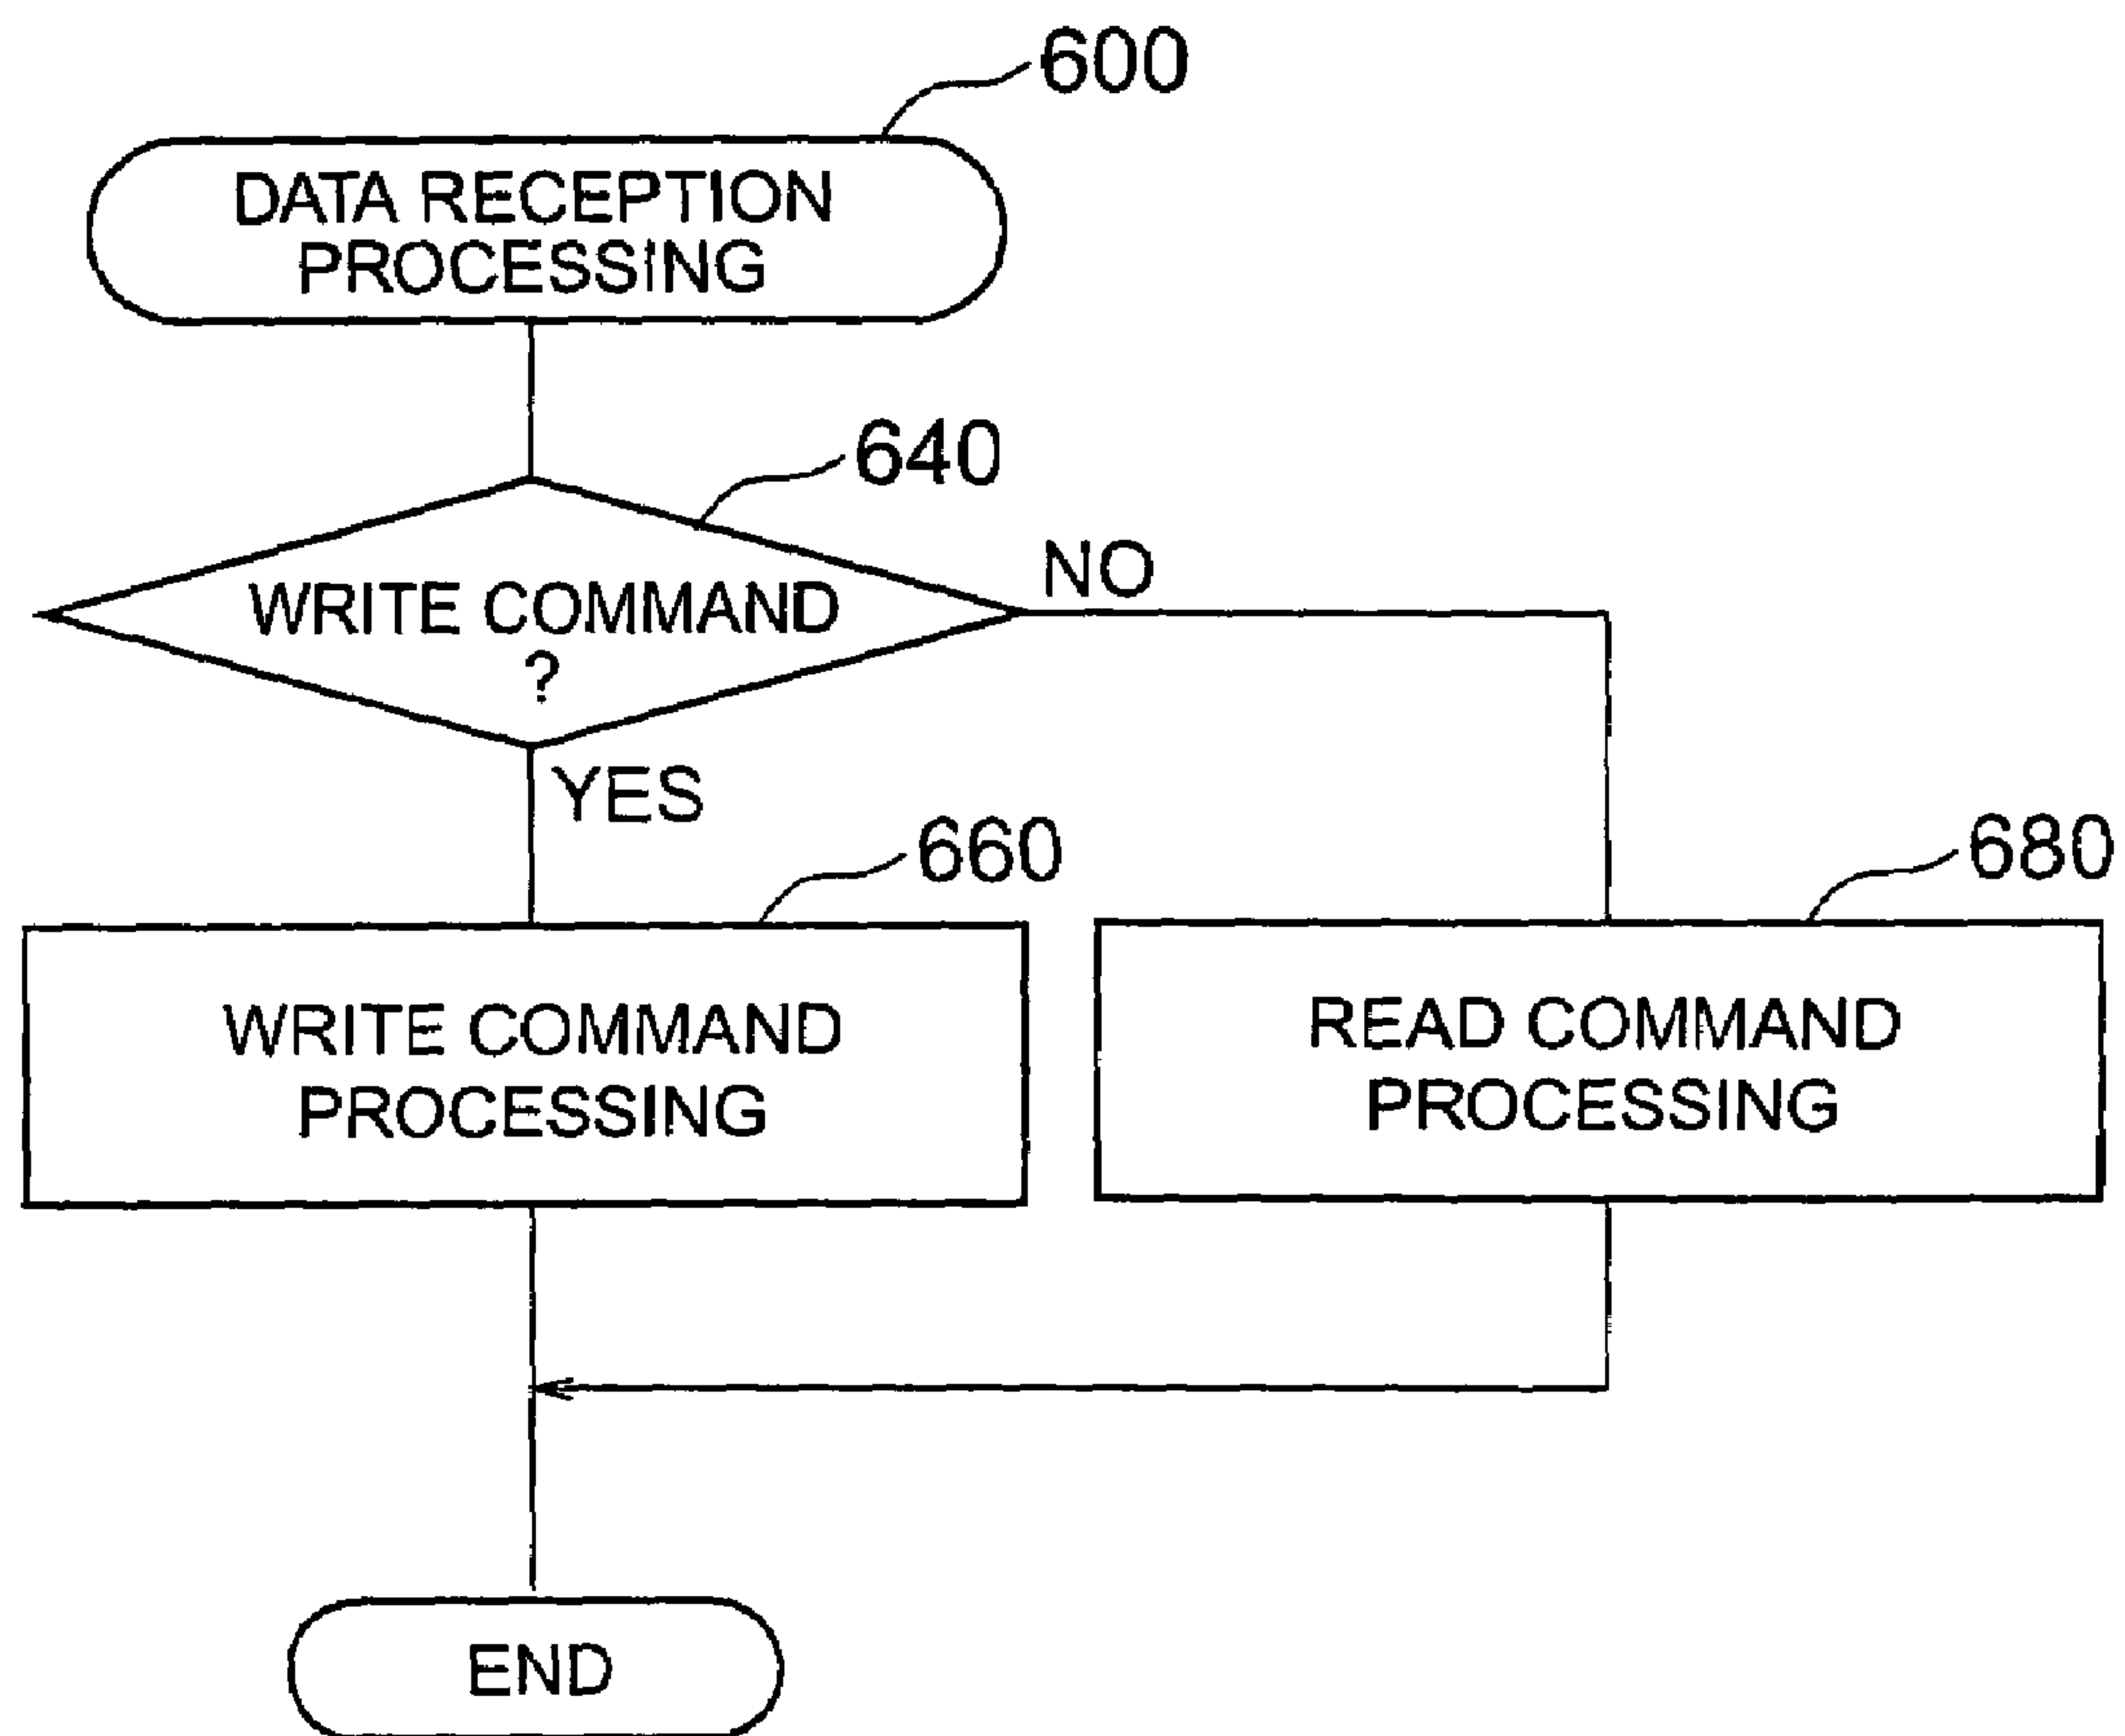 600
DATA RECEPTION
PROCESSING
640
WRITE COMMAND
?
NO
YES
660
680
WRITE COMMAND
PROCESSING
READ COMMAND
PROCESSING
END